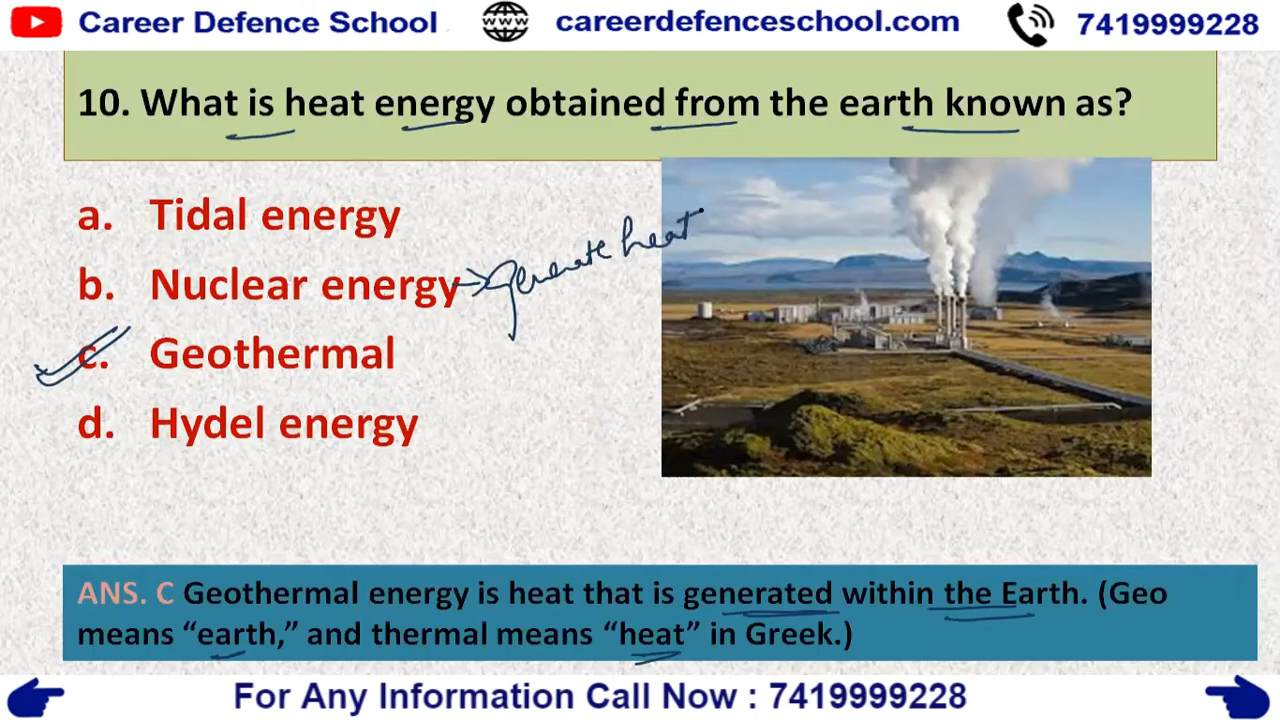 Career Defence School
WWW
careerdefenceschool.com
7419999228
10. What is heat energy obtained from the earth known as?
a. Tidal energy
b. Nuclear energy → generate heat
c. Geothermal
d. Hydel energy
ANS. C Geothermal energy is heat that is generated within the Earth. (Geo
means “earth,” and thermal means “heat” in Greek.)
For Any Information Call Now : 7419999228